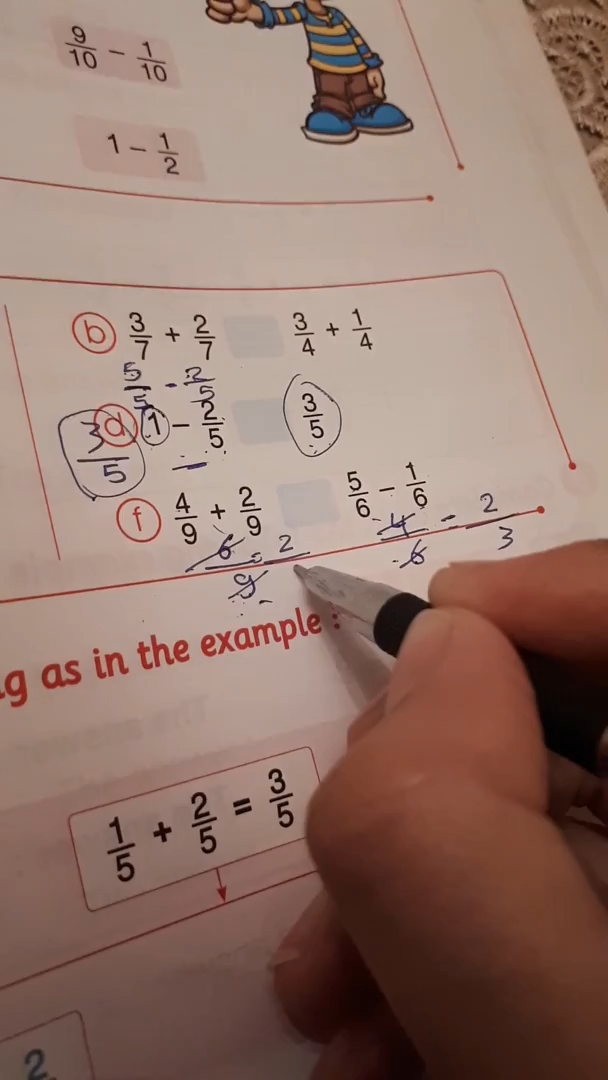 9/10 - 1/10
1 - 1/2
b 3/7 + 2/7 3/4 + 1/4
5/5 - 2/5
3/5 d 1 - 2/5 3/5
f 4/9 + 2/9 5/6 - 1/6
6/9 = 2 4/6 = 2/3
g as in the example :
1/5 + 2/5 = 3/5
2